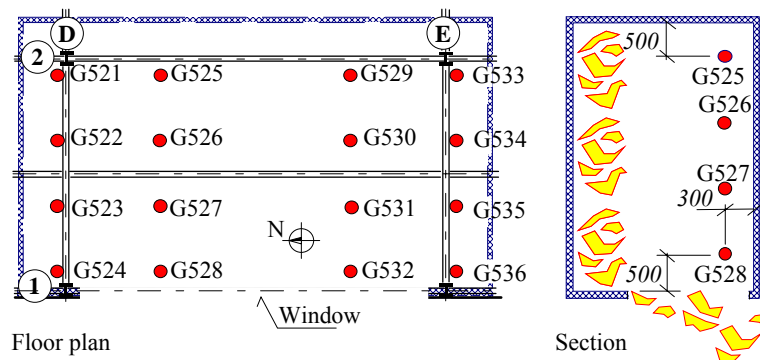 D E
2
G521 G525 G529 G533
G522 G526 G530 G534
G523 G527 G531 G535
N
G524 G528 G532 G536
1
Window
Floor plan
500
G525
G526
G527
300
500
G528
Section